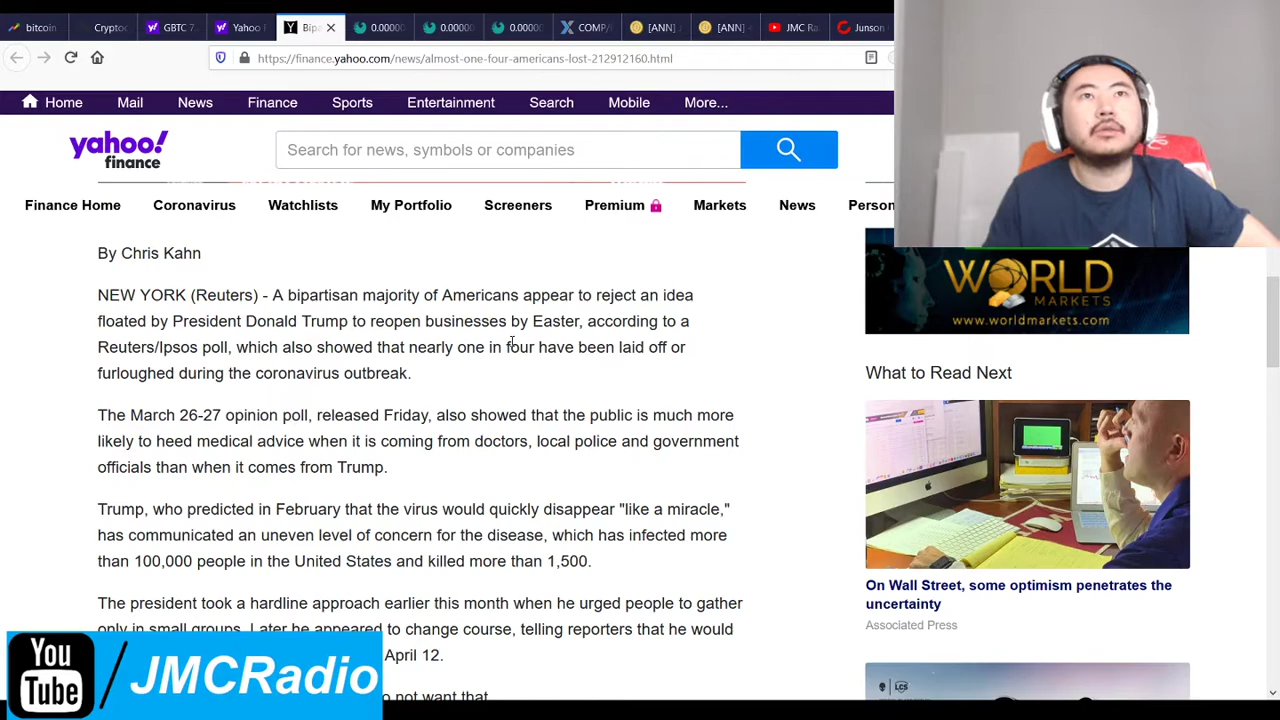 bitcoin
Cryptoc
GBTC 7.
Yahoo F
Bipa
0.0000
0.0000
0.0000
COMP/
[ANN]
[ANN]
JMC Ra
Junson
https://finance.yahoo.com/news/almost-one-four-americans-lost-212912160.html
Home Mail News Finance Sports Entertainment Search Mobile More...
yahoo!
finance
Search for news, symbols or companies
Finance Home Coronavirus Watchlists My Portfolio Screeners Premium Markets News Person
By Chris Kahn
NEW YORK (Reuters) - A bipartisan majority of Americans appear to reject an idea
floated by President Donald Trump to reopen businesses by Easter, according to a
Reuters/Ipsos poll, which also showed that nearly one in four have been laid off or
furloughed during the coronavirus outbreak.
The March 26-27 opinion poll, released Friday, also showed that the public is much more
likely to heed medical advice when it is coming from doctors, local police and government
officials than when it comes from Trump.
Trump, who predicted in February that the virus would quickly disappear "like a miracle,"
has communicated an uneven level of concern for the disease, which has infected more
than 100,000 people in the United States and killed more than 1,500.
The president took a hardline approach earlier this month when he urged people to gather
only in small groups. Later he appeared to change course, telling reporters that he would
April 12.
o not want that
WORLD
MARKETS
www.worldmarkets.com
What to Read Next
On Wall Street, some optimism penetrates the
uncertainty
Associated Press
LCS
You
Tube
/JMCRadio